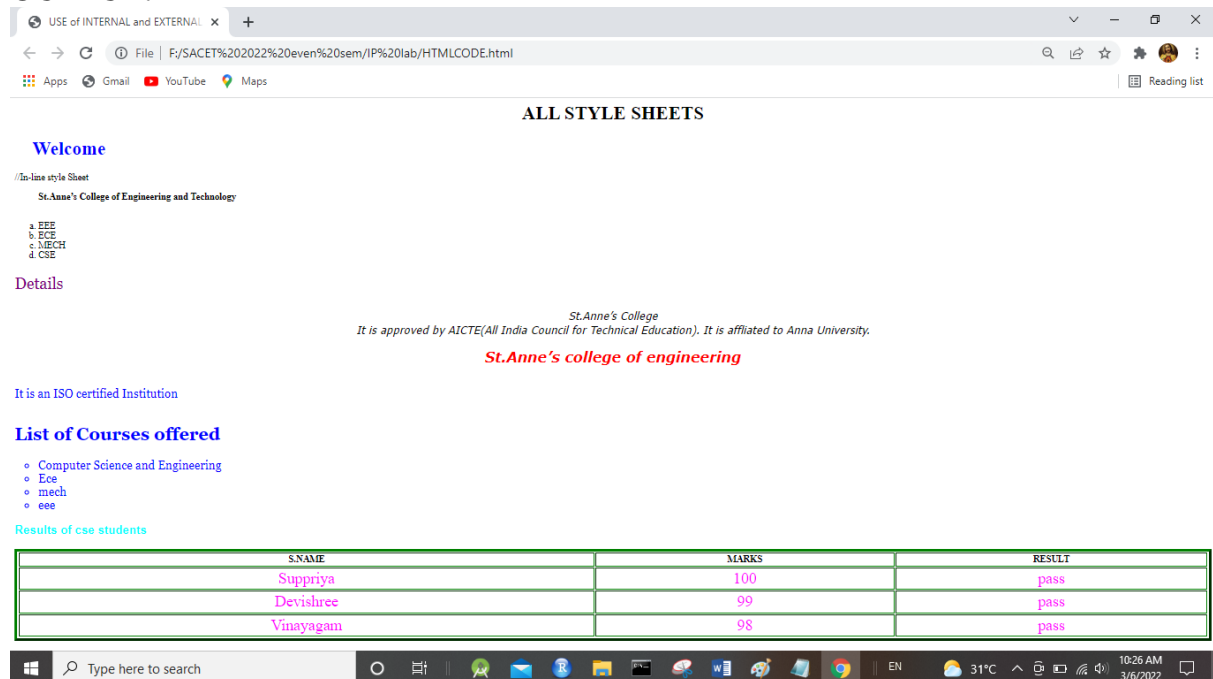 USE of INTERNAL and EXTERNAL
File F:/SACET%202022%20even%20sem/IP%20lab/HTMLCODE.html
Apps Gmail YouTube Maps Reading list
ALL STYLE SHEETS
Welcome
//In-line style Sheet
St.Anne's College of Engineering and Technology
a. EEE
b. ECE
c. MECH
d. CSE
Details
St.Anne's College
It is approved by AICTE(All India Council for Technical Education). It is affliated to Anna University.
St.Anne's college of engineering
It is an ISO certified Institution
List of Courses offered
Computer Science and Engineering
Ece
mech
eee
Results of cse students
S.NAME MARKS RESULT
Suppriya 100 pass
Devishree 99 pass
Vinayagam 98 pass
Type here to search EN 31°C 10:26 AM
3/6/2022